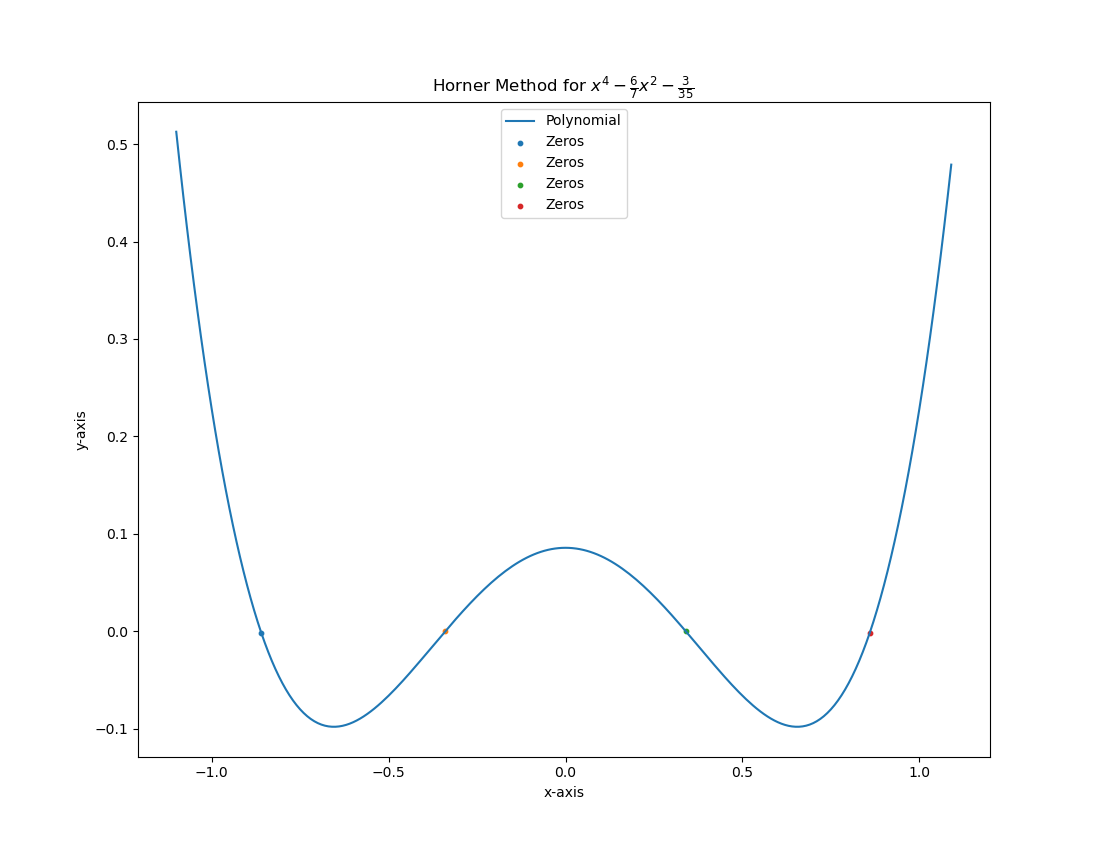 Horner Method for $x^4 - \frac{6}{7}x^2 - \frac{3}{35}$
Polynomial
Zeros
Zeros
Zeros
Zeros
0.5
0.4
0.3
0.2
0.1
0.0
−0.1
y-axis
−1.0 −0.5 0.0 0.5 1.0
x-axis